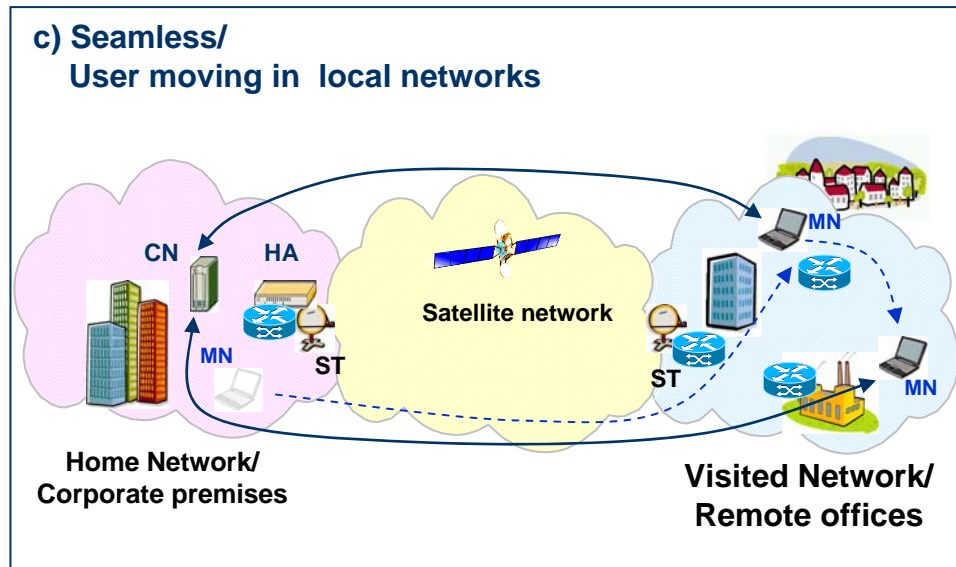 c) Seamless/
User moving in local networks
CN
HA
MN
ST
Satellite network
MN
ST
MN
Home Network/
Corporate premises
Visited Network/
Remote offices